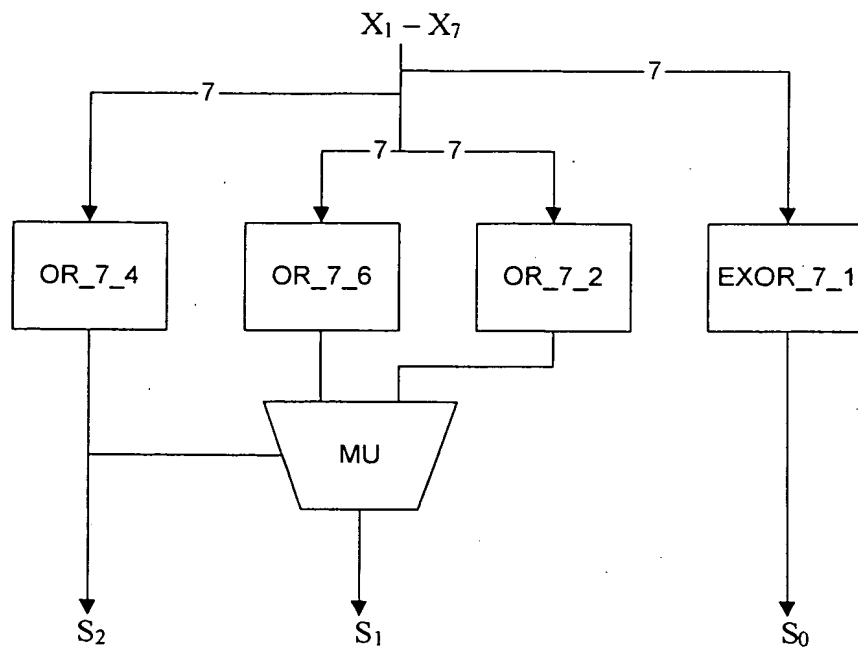 X₁ – X₇
7
7
7 7
OR_7_4 OR_7_6 OR_7_2 EXOR_7_1
MU
S₂ S₁ S₀